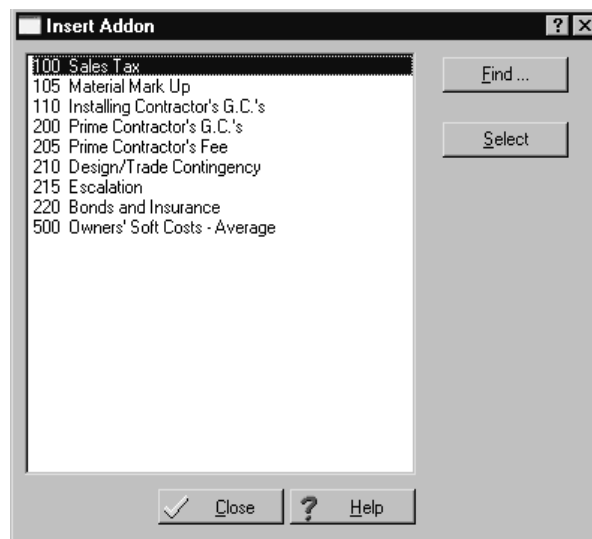 Insert Addon
100 Sales Tax
105 Material Mark Up
110 Installing Contractor's G.C.'s
200 Prime Contractor's G.C.'s
205 Prime Contractor's Fee
210 Design/Trade Contingency
215 Escalation
220 Bonds and Insurance
500 Owners' Soft Costs - Average
Find ...
Select
Close
Help